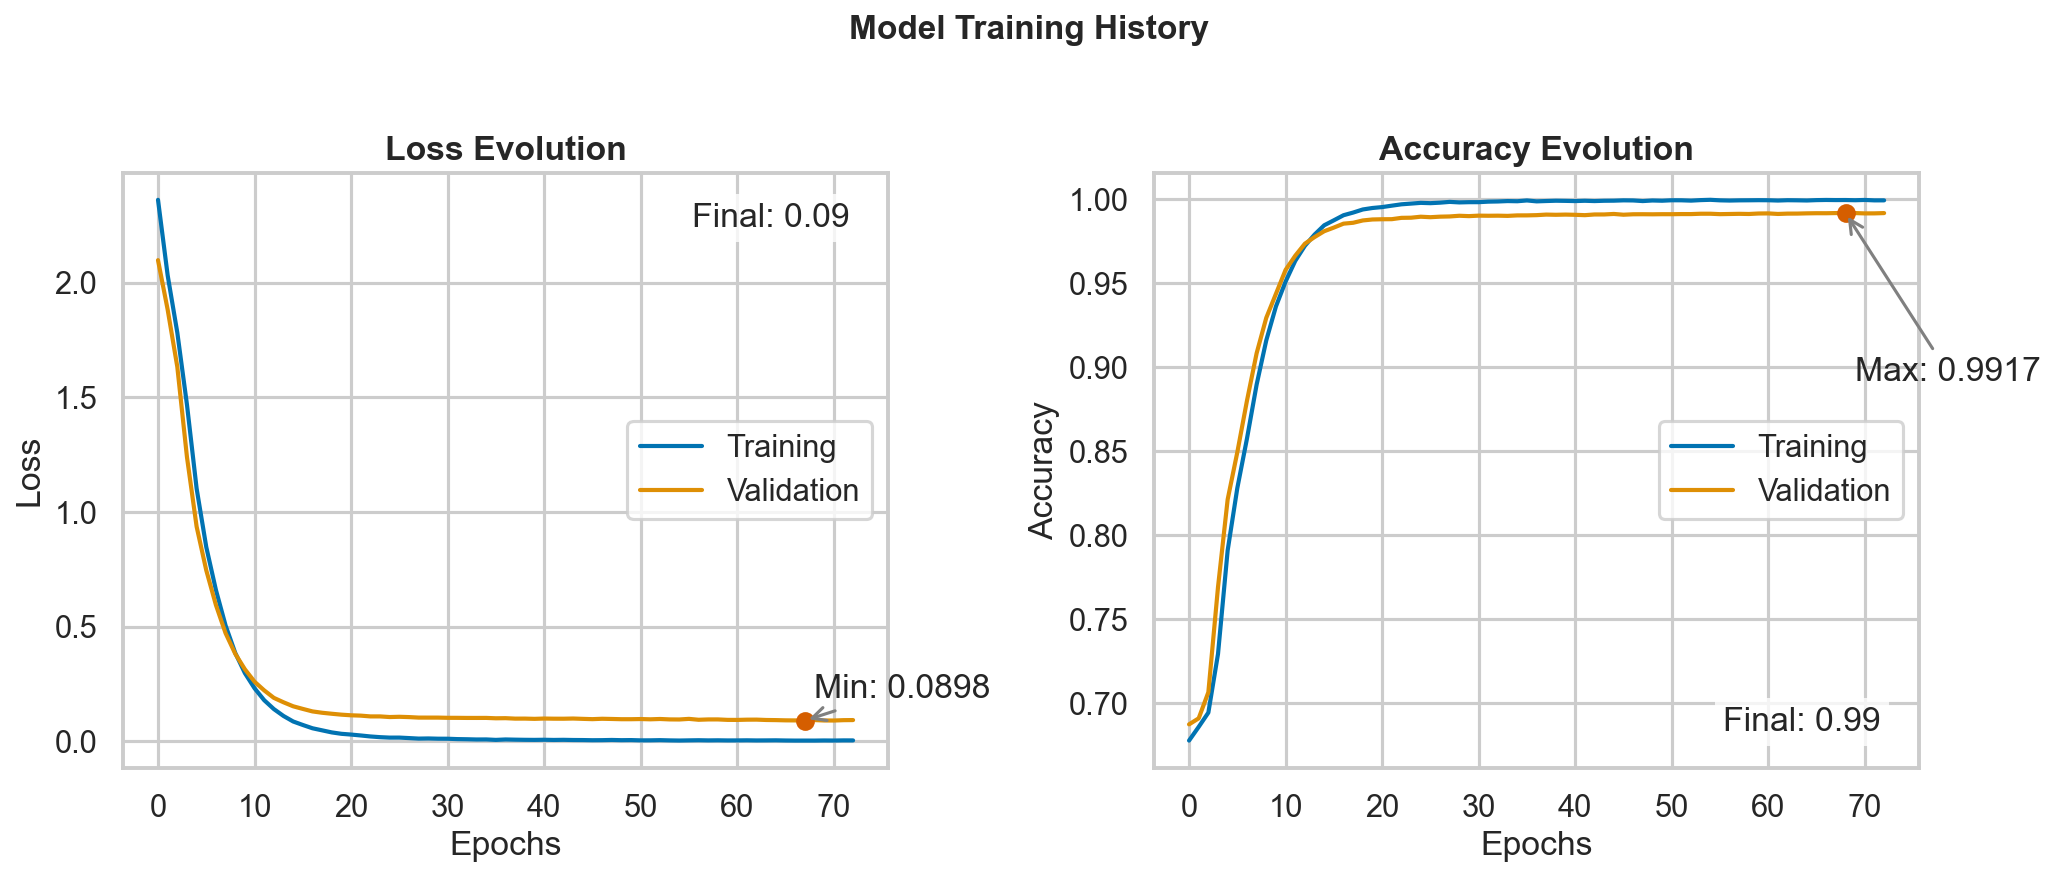 Model Training History
Loss Evolution
Final: 0.09
2.0
1.5
1.0
0.5
0.0
Loss
Training
Validation
Min: 0.0898
0 10 20 30 40 50 60 70
Epochs
Accuracy Evolution
1.00
0.95
0.90
0.85
0.80
0.75
0.70
Accuracy
Max: 0.9917
Training
Validation
Final: 0.99
0 10 20 30 40 50 60 70
Epochs